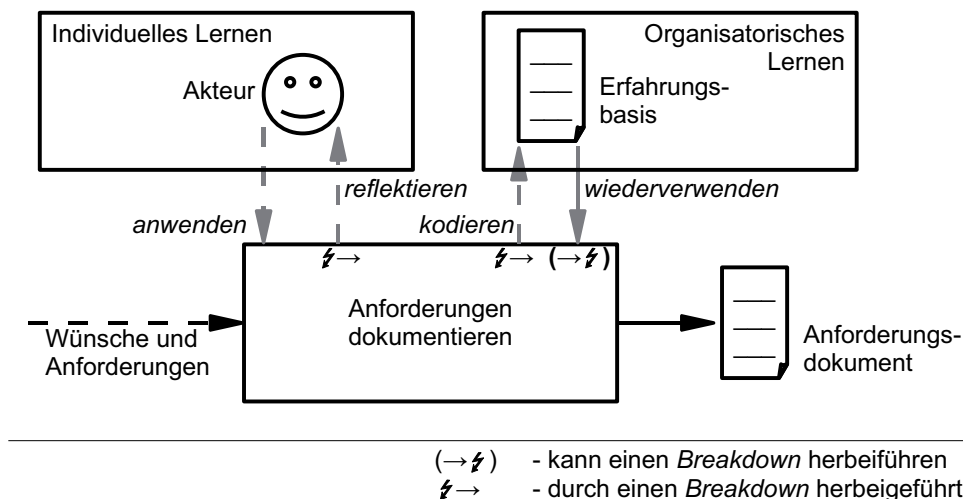 Individuelles Lernen
Akteur
Organisatorisches
Lernen
Erfahrungs-
basis
reflektieren
wiederverwenden
anwenden
kodieren
⚡→
⚡→
(→⚡)
Anforderungen
dokumentieren
Wünsche und
Anforderungen
Anforderungs-
dokument
(→⚡) - kann einen Breakdown herbeiführen
⚡→ - durch einen Breakdown herbeigeführt